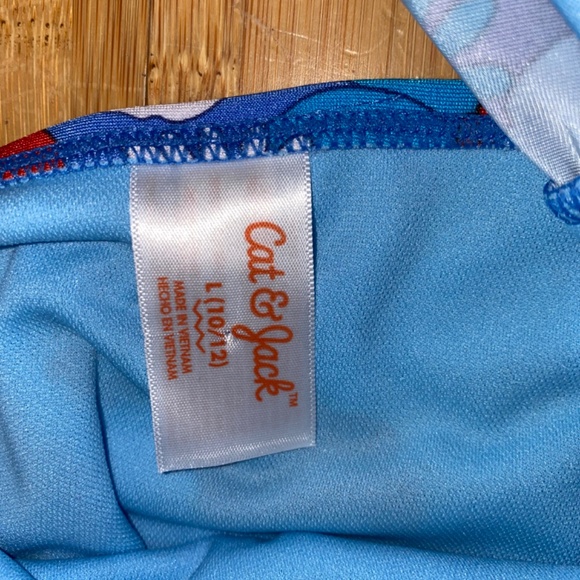 Cat & Jack™
L (10/12)
MADE IN VIETNAM
HECHO EN VIETNAM